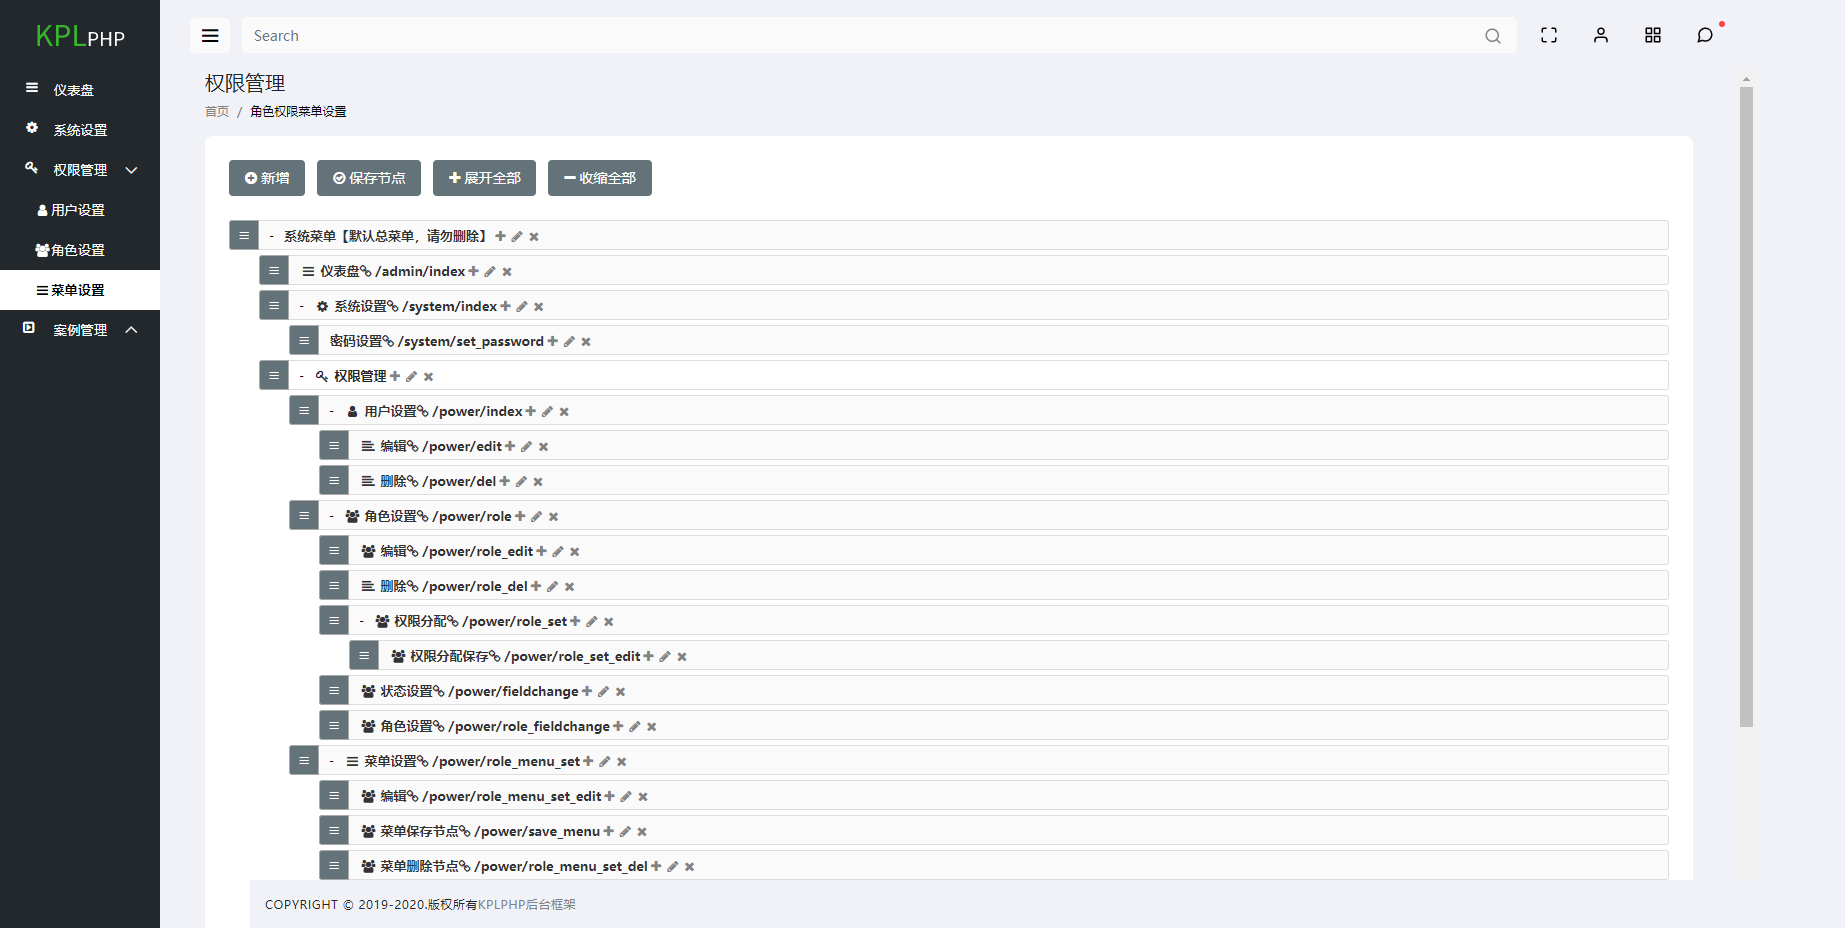 KPLPHP
Search
仪表盘
系统设置
权限管理
用户设置
角色设置
菜单设置
案例管理
权限管理
首页 / 角色权限菜单设置
新增 保存节点 展开全部 收缩全部
- 系统菜单【默认总菜单，请勿删除】
仪表盘 /admin/index
- 系统设置 /system/index
密码设置 /system/set_password
- 权限管理
- 用户设置 /power/index
编辑 /power/edit
删除 /power/del
- 角色设置 /power/role
编辑 /power/role_edit
删除 /power/role_del
- 权限分配 /power/role_set
权限分配保存 /power/role_set_edit
状态设置 /power/fieldchange
角色设置 /power/role_fieldchange
- 菜单设置 /power/role_menu_set
编辑 /power/role_menu_set_edit
菜单保存节点 /power/save_menu
菜单删除节点 /power/role_menu_set_del
COPYRIGHT © 2019-2020.版权所有KPLPHP后台框架